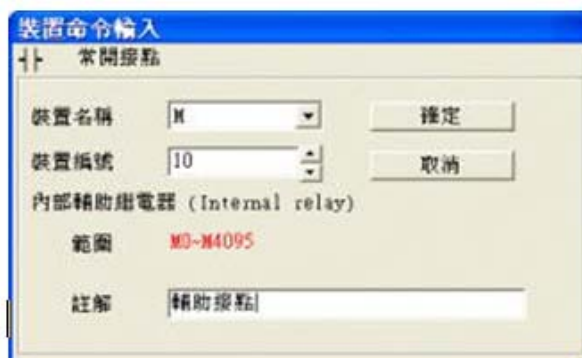 裝置命令輸入
常開接點
裝置名稱 M 確定
裝置編號 10 取消
內部輔助繼電器 (Internal relay)
範圍 M0~M4095
註解 輔助接點